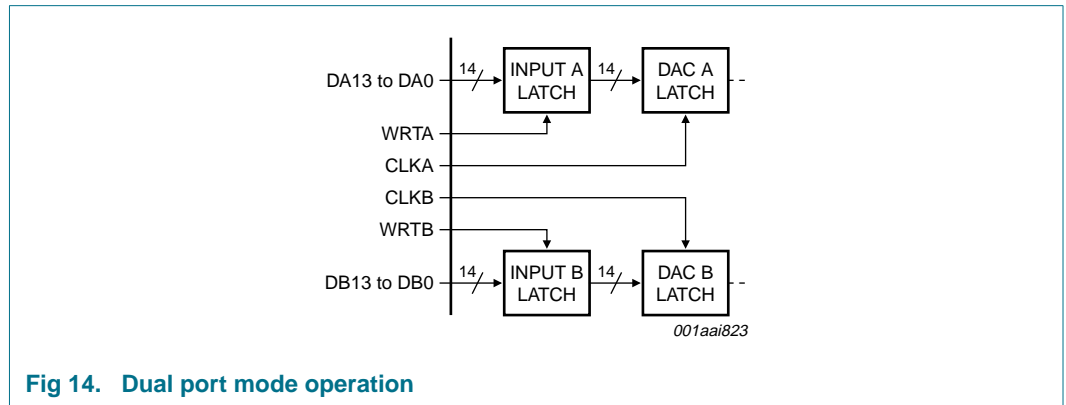 DA13 to DA0
14
INPUT A
LATCH
14
DAC A
LATCH
WRTA
CLKA
CLKB
WRTB
DB13 to DB0
14
INPUT B
LATCH
14
DAC B
LATCH
001aai823
Fig 14. Dual port mode operation